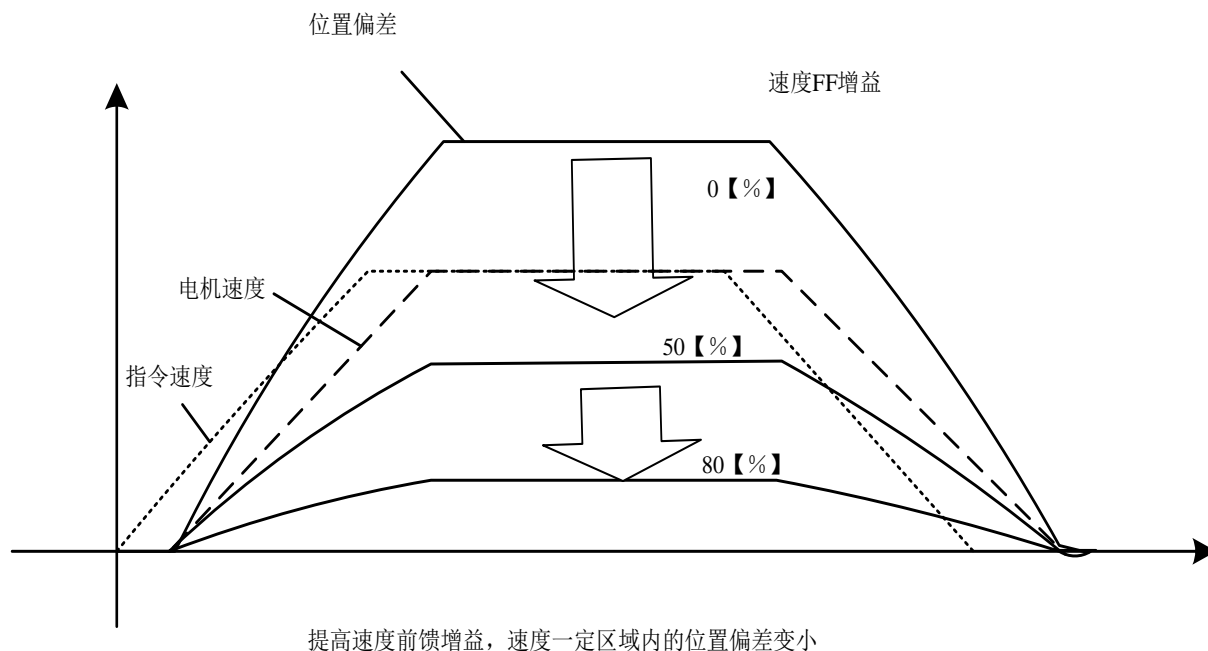 位置偏差
速度FF增益
0【%】
电机速度
50【%】
指令速度
80【%】
提高速度前馈增益，速度一定区域内的位置偏差变小